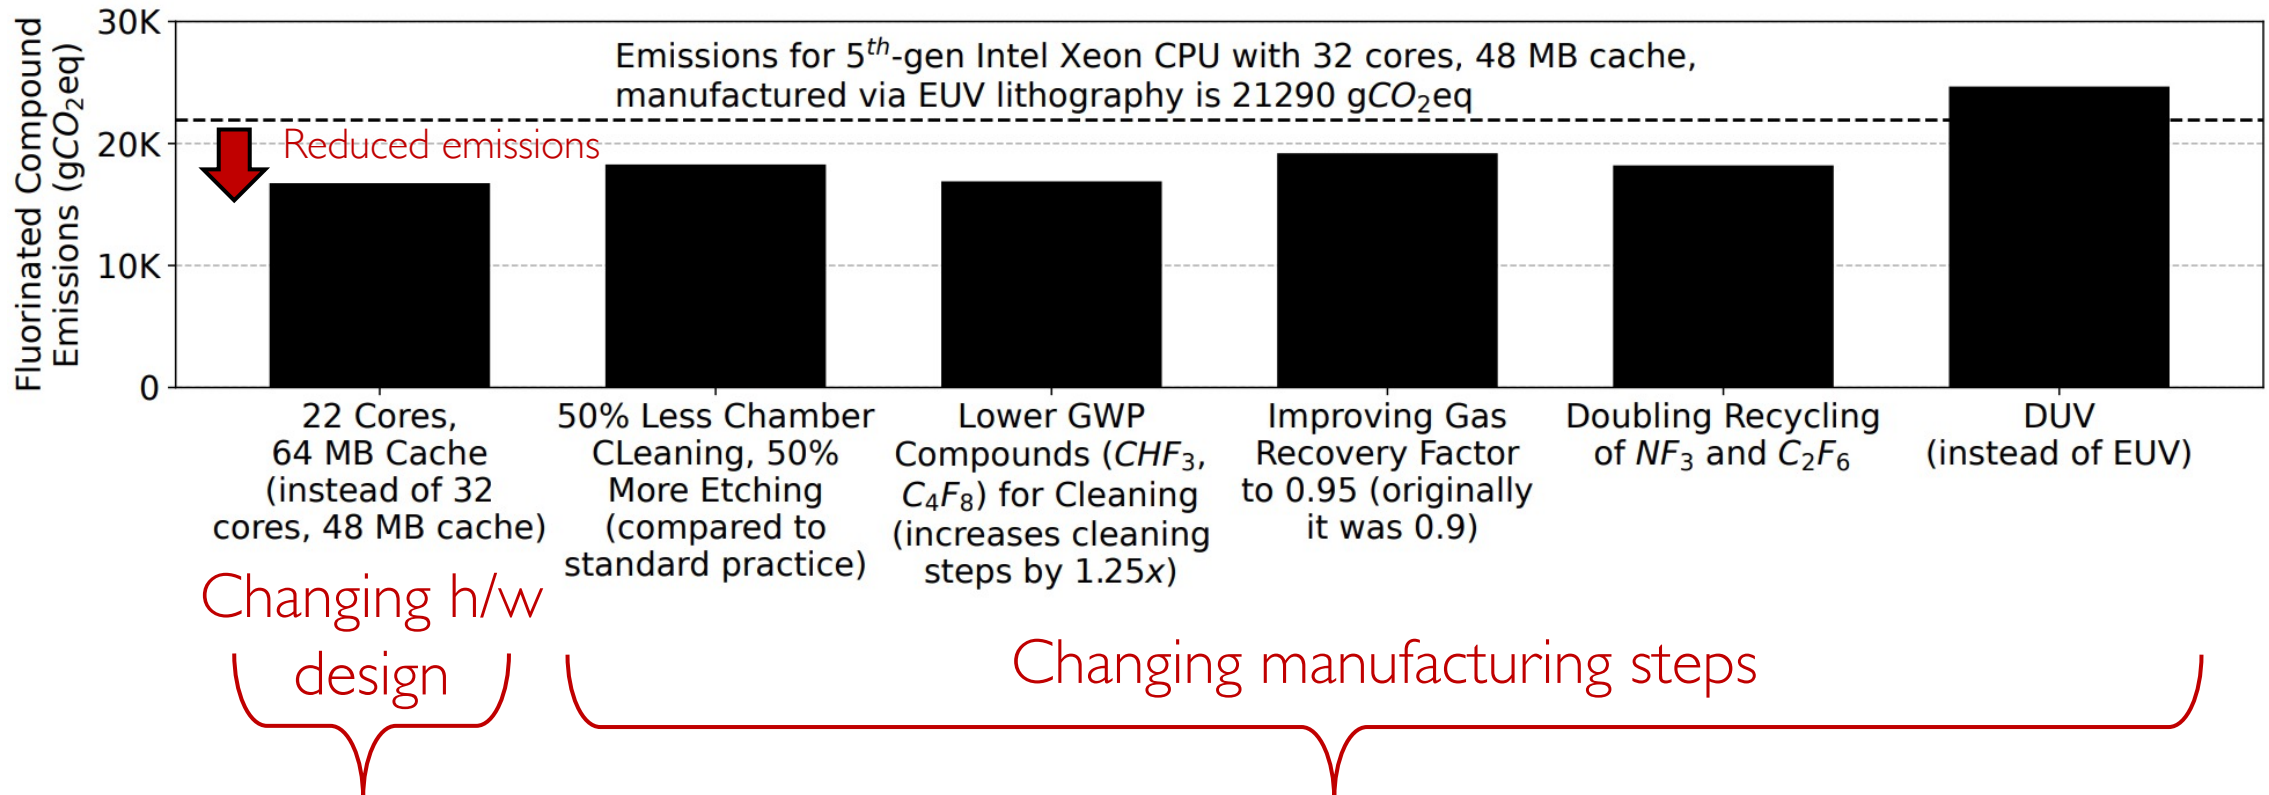 Fluorinated Compound
Emissions (gCO₂eq)
30K
20K
10K
0
Emissions for 5ᵗʰ-gen Intel Xeon CPU with 32 cores, 48 MB cache,
manufactured via EUV lithography is 21290 gCO₂eq
Reduced emissions
22 Cores,
64 MB Cache
(instead of 32
cores, 48 MB cache)
50% Less Chamber
CLeaning, 50%
More Etching
(compared to
standard practice)
Lower GWP
Compounds (CHF₃,
C₄F₈) for Cleaning
(increases cleaning
steps by 1.25x)
Improving Gas
Recovery Factor
to 0.95 (originally
it was 0.9)
Doubling Recycling
of NF₃ and C₂F₆
DUV
(instead of EUV)
Changing h/w
design
Changing manufacturing steps